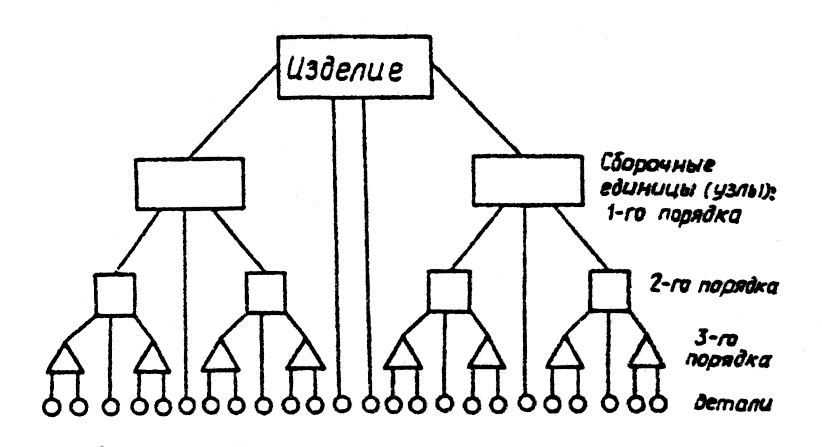 Изделие
Сборочные
единицы (узлы):
1-го порядка
2-го порядка
3-го
порядка
детали